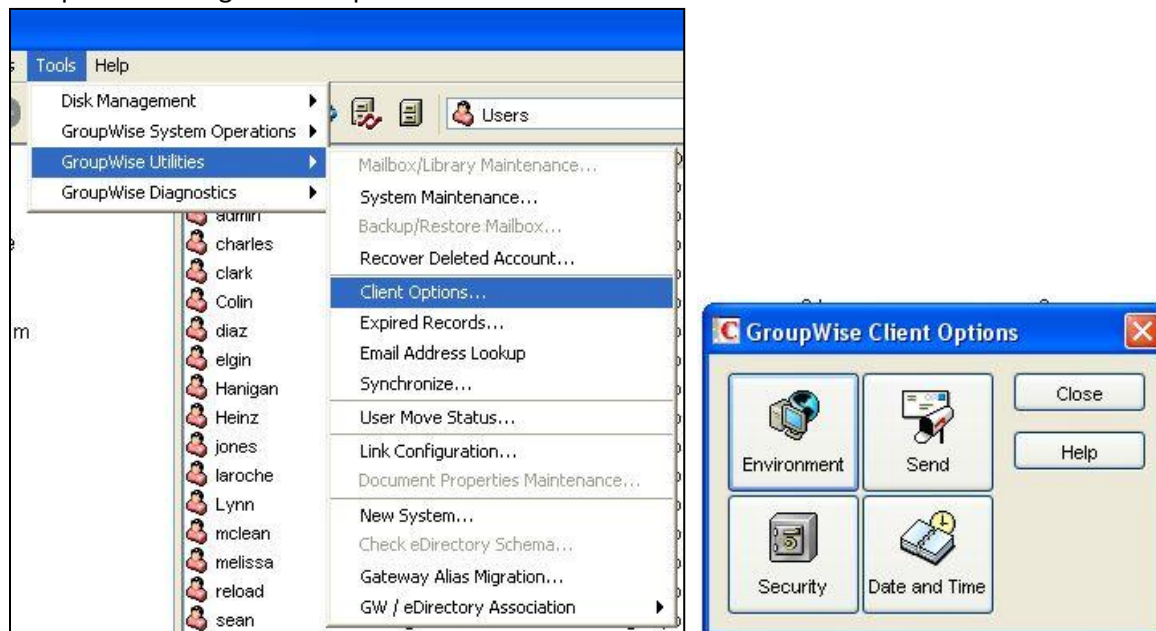 Tools Help
Disk Management
GroupWise System Operations
GroupWise Utilities
GroupWise Diagnostics
Users
Mailbox/Library Maintenance...
System Maintenance...
Backup/Restore Mailbox...
Recover Deleted Account...
Client Options...
Expired Records...
Email Address Lookup
Synchronize...
User Move Status...
Link Configuration...
Document Properties Maintenance...
New System...
Check eDirectory Schema...
Gateway Alias Migration...
GW / eDirectory Association
admin
charles
clark
Colin
diaz
elgin
Hanigan
Heinz
jones
laroche
Lynn
mclean
melissa
reload
sean
m
GroupWise Client Options
Environment
Send
Close
Help
Security
Date and Time